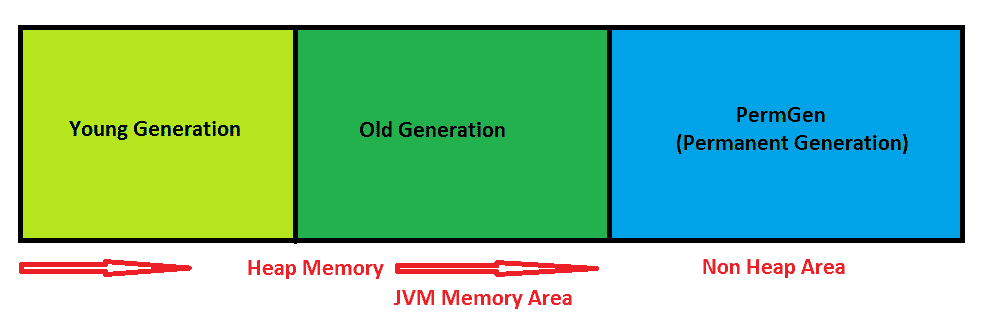 Young Generation
Old Generation
PermGen
(Permanent Generation)
Heap Memory
Non Heap Area
JVM Memory Area